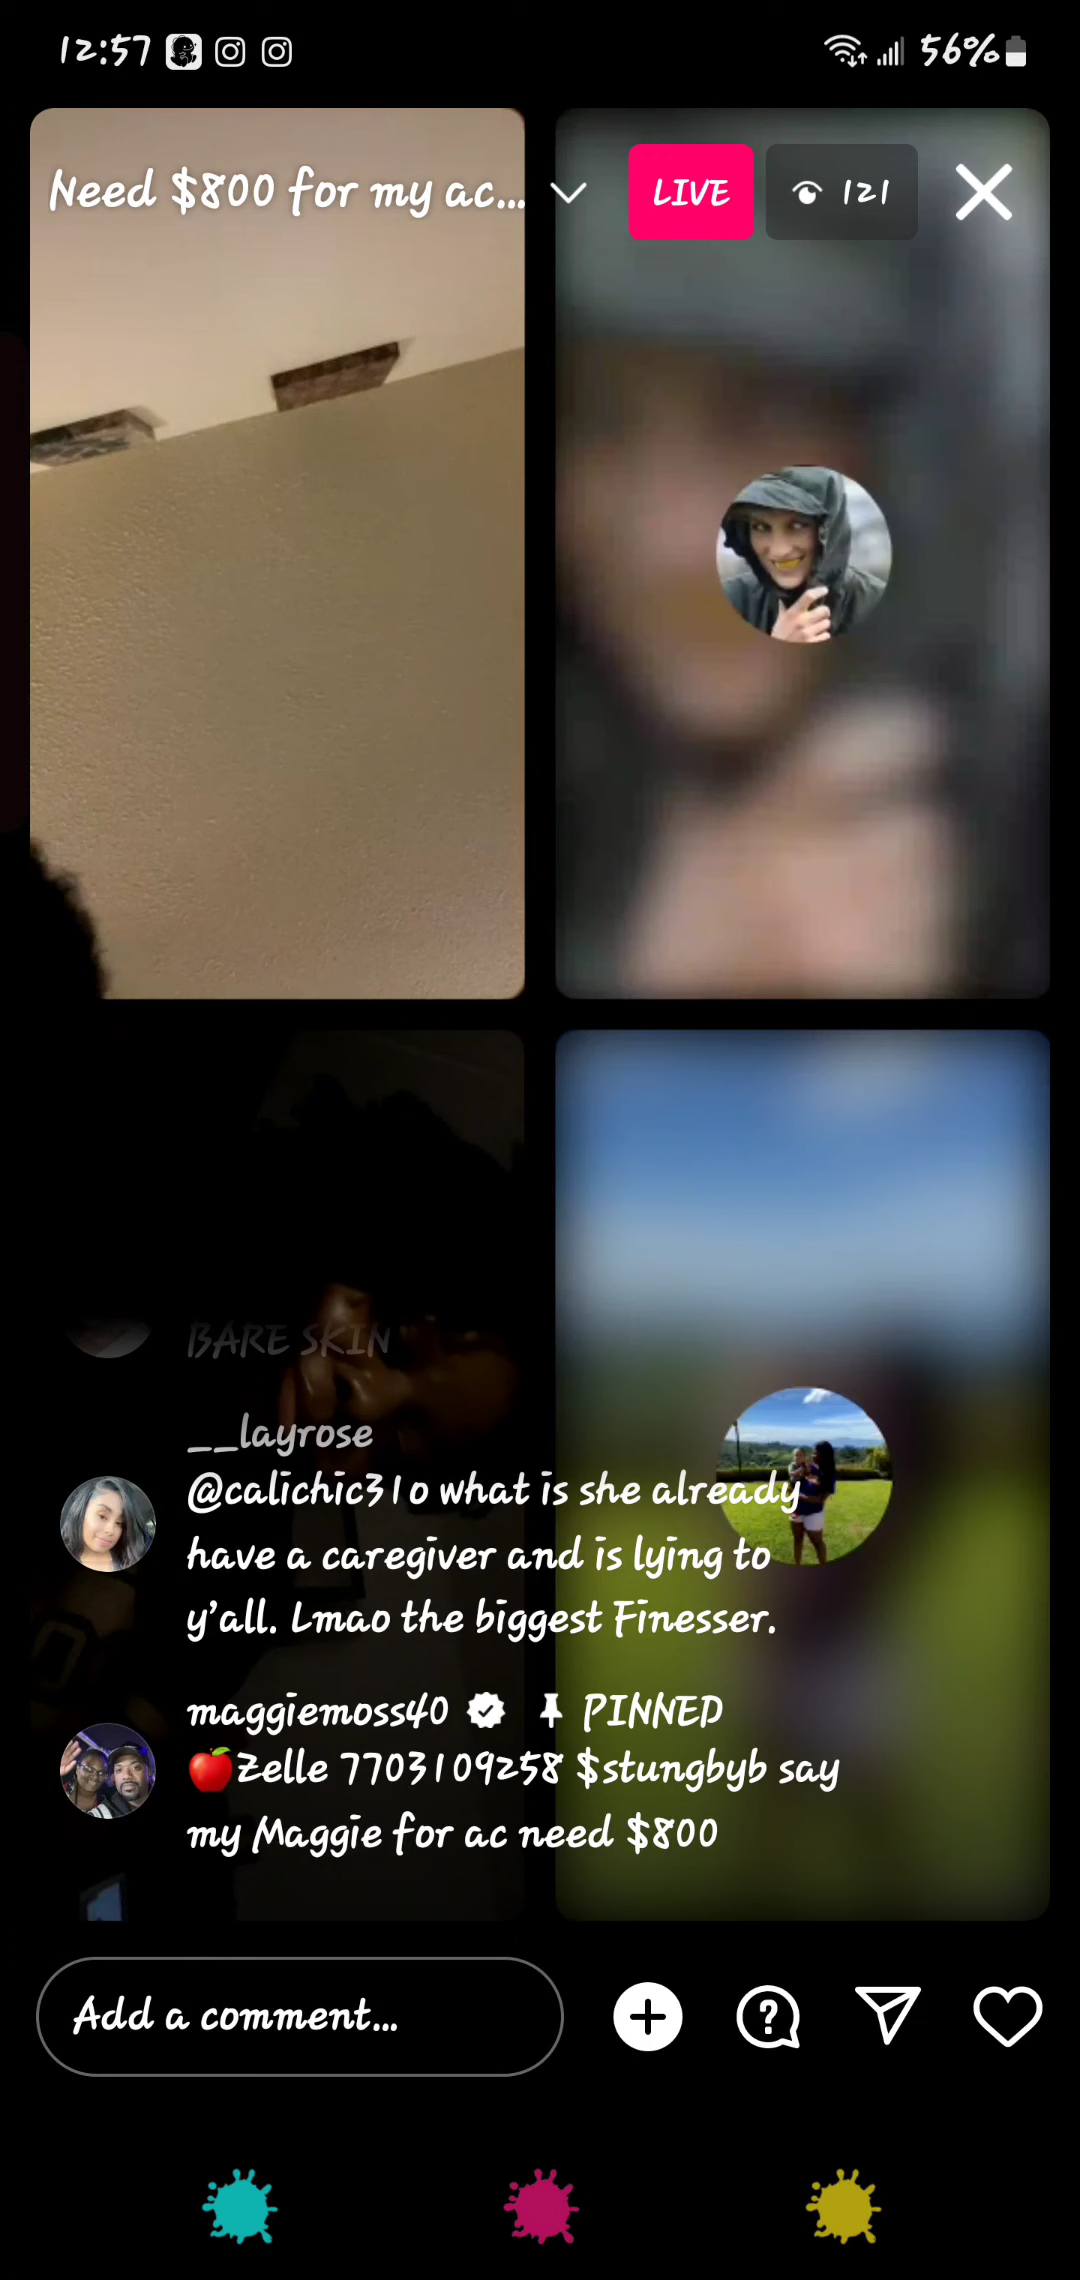 12:57
56%
Need $800 for my ac...
LIVE
121
BARE SKIN
__layrose
@calichic310 what is she already
have a caregiver and is lying to
y'all. Lmao the biggest Finesser.
maggiemoss40 PINNED
🍎Zelle 7703109258 $stungbyb say
my Maggie for ac need $800
Add a comment...